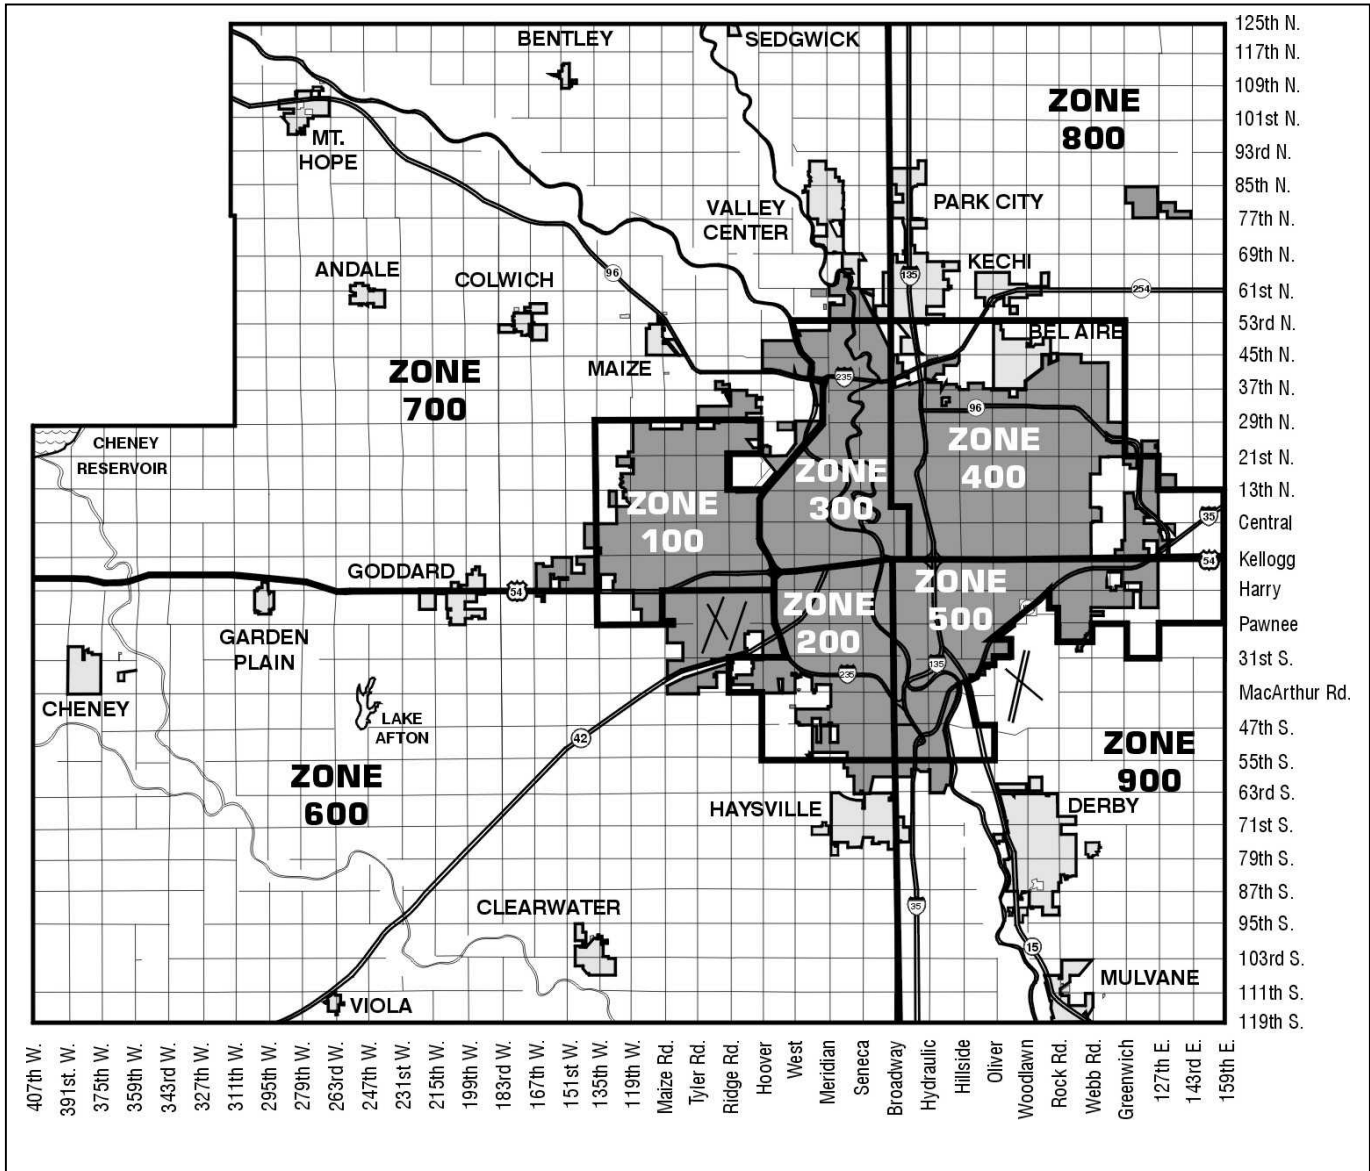 BENTLEY
SEDGWICK
125th N.
117th N.
109th N.
101st N.
93rd N.
85th N.
77th N.
69th N.
61st N.
53rd N.
45th N.
37th N.
29th N.
21st N.
13th N.
Central
Kellogg
Harry
Pawnee
31st S.
MacArthur Rd.
47th S.
55th S.
63rd S.
71st S.
79th S.
87th S.
95th S.
103rd S.
111th S.
119th S.
ZONE
800
MT.
HOPE
VALLEY
CENTER
PARK CITY
KECHI
ANDALE
COLWICH
96
135
254
BEL AIRE
MAIZE
ZONE
700
235
96
CHENEY
RESERVOIR
ZONE
100
ZONE
300
ZONE
400
35
54
GODDARD
54
GARDEN
PLAIN
ZONE
200
ZONE
500
235
135
CHENEY
LAKE
AFTON
42
ZONE
600
ZONE
900
HAYSVILLE
DERBY
CLEARWATER
35
15
MULVANE
VIOLA
407th W.
391st. W.
375th W.
359th W.
343rd W.
327th W.
311th W.
295th W.
279th W.
263rd W.
247th W.
231st W.
215th W.
199th W.
183rd W.
167th W.
151st W.
135th W.
119th W.
Maize Rd.
Tyler Rd.
Ridge Rd.
Hoover
West
Meridian
Seneca
Broadway
Hydraulic
Hillside
Oliver
Woodlawn
Rock Rd.
Webb Rd.
Greenwich
127th E.
143rd E.
159th E.